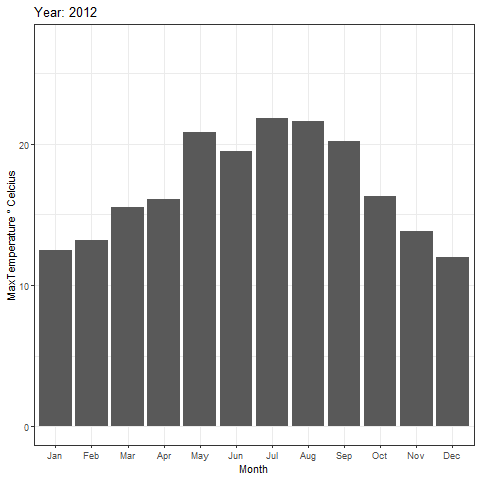 Year: 2012
MaxTemperature ° Celcius
20
10
0
Jan Feb Mar Apr May Jun Jul Aug Sep Oct Nov Dec
Month